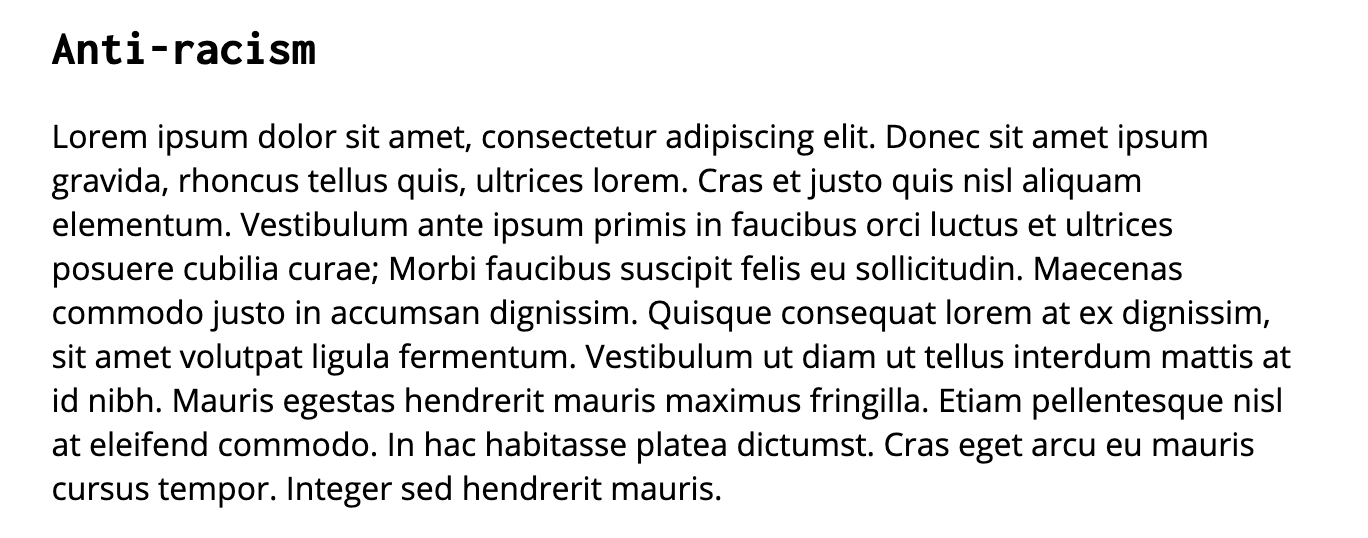 Anti-racism
Lorem ipsum dolor sit amet, consectetur adipiscing elit. Donec sit amet ipsum
gravida, rhoncus tellus quis, ultrices lorem. Cras et justo quis nisl aliquam
elementum. Vestibulum ante ipsum primis in faucibus orci luctus et ultrices
posuere cubilia curae; Morbi faucibus suscipit felis eu sollicitudin. Maecenas
commodo justo in accumsan dignissim. Quisque consequat lorem at ex dignissim,
sit amet volutpat ligula fermentum. Vestibulum ut diam ut tellus interdum mattis at
id nibh. Mauris egestas hendrerit mauris maximus fringilla. Etiam pellentesque nisl
at eleifend commodo. In hac habitasse platea dictumst. Cras eget arcu eu mauris
cursus tempor. Integer sed hendrerit mauris.